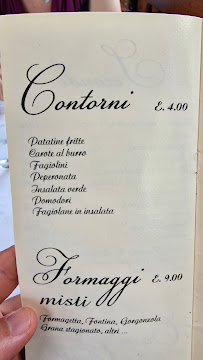 Contorni E. 4.00
Patatine fritte
Carote al burro
Fagiolini
Peperonata
Insalata verde
Pomodori
Fagiolane in insalata
Formaggi E. 9.00
misti
Formagetta, Fontina, Gorgonzola
Grana stagionato, altri ...